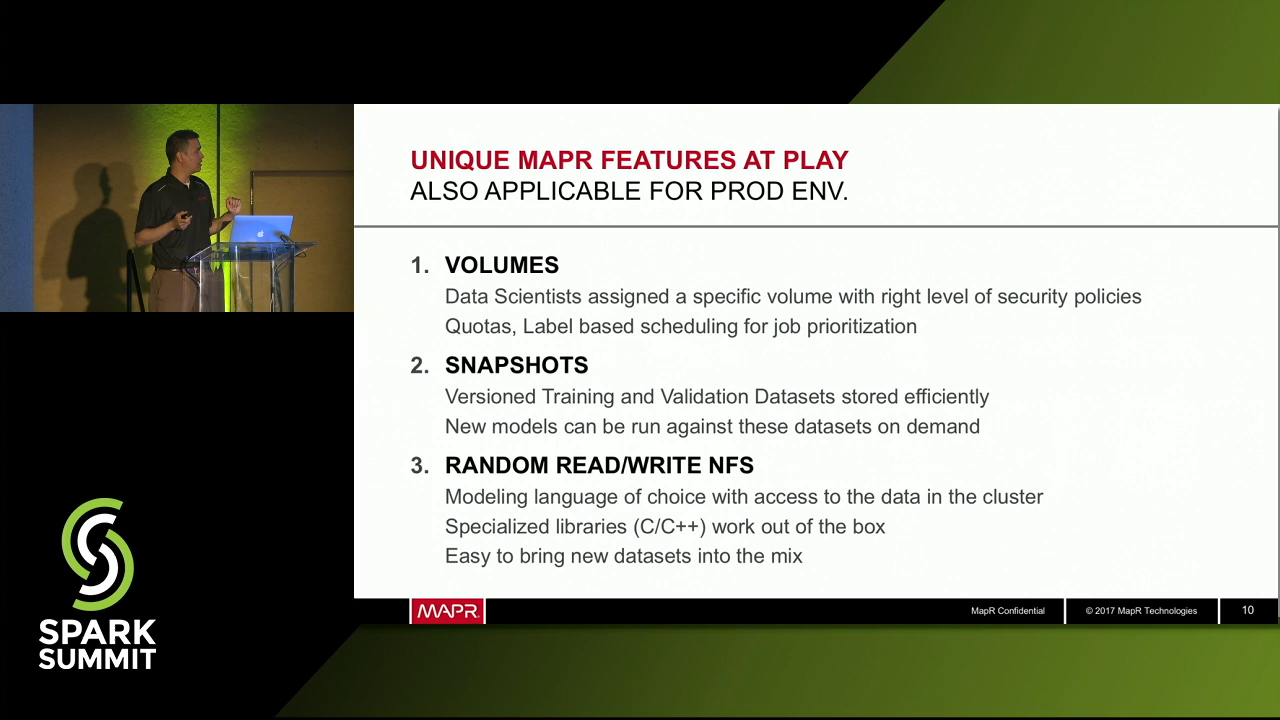 UNIQUE MAPR FEATURES AT PLAY
ALSO APPLICABLE FOR PROD ENV.
1. VOLUMES
Data Scientists assigned a specific volume with right level of security policies
Quotas, Label based scheduling for job prioritization
2. SNAPSHOTS
Versioned Training and Validation Datasets stored efficiently
New models can be run against these datasets on demand
3. RANDOM READ/WRITE NFS
Modeling language of choice with access to the data in the cluster
Specialized libraries (C/C++) work out of the box
Easy to bring new datasets into the mix
MAPR
MapR Confidential
© 2017 MapR Technologies
10
SPARK
SUMMIT